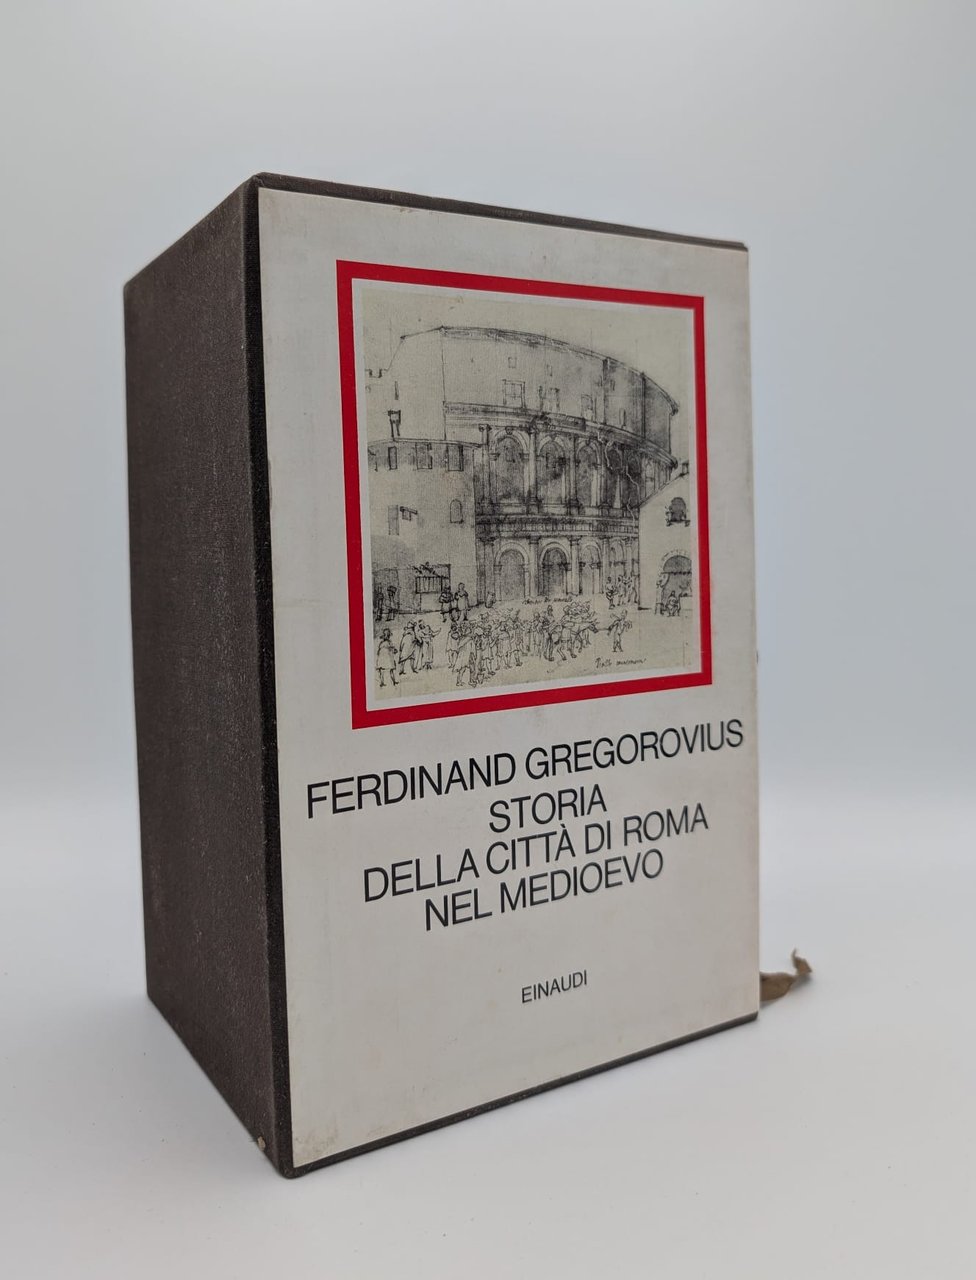 FERDINAND GREGOROVIUS
STORIA
DELLA CITTÀ DI ROMA
NEL MEDIOEVO
EINAUDI